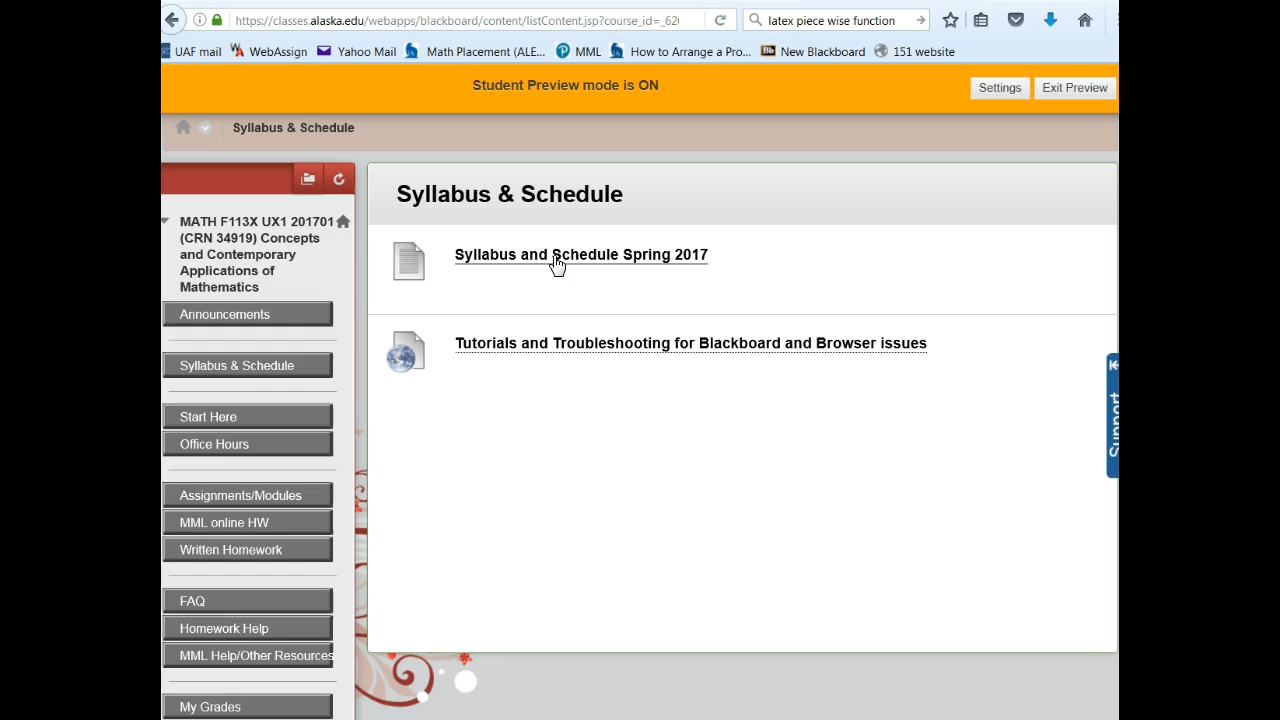 https://classes.alaska.edu/webapps/blackboard/content/listContent.jsp?course_id=_62
latex piece wise function
UAF mail WebAssign Yahoo Mail Math Placement (ALE... MML How to Arrange a Pro... Bb New Blackboard 151 website
Student Preview mode is ON
Settings Exit Preview
Syllabus & Schedule
Syllabus & Schedule
MATH F113X UX1 201701
(CRN 34919) Concepts
and Contemporary
Applications of
Mathematics
Announcements
Syllabus & Schedule
Start Here
Office Hours
Assignments/Modules
MML online HW
Written Homework
FAQ
Homework Help
MML Help/Other Resources
My Grades
Syllabus and Schedule Spring 2017
Tutorials and Troubleshooting for Blackboard and Browser issues
Support